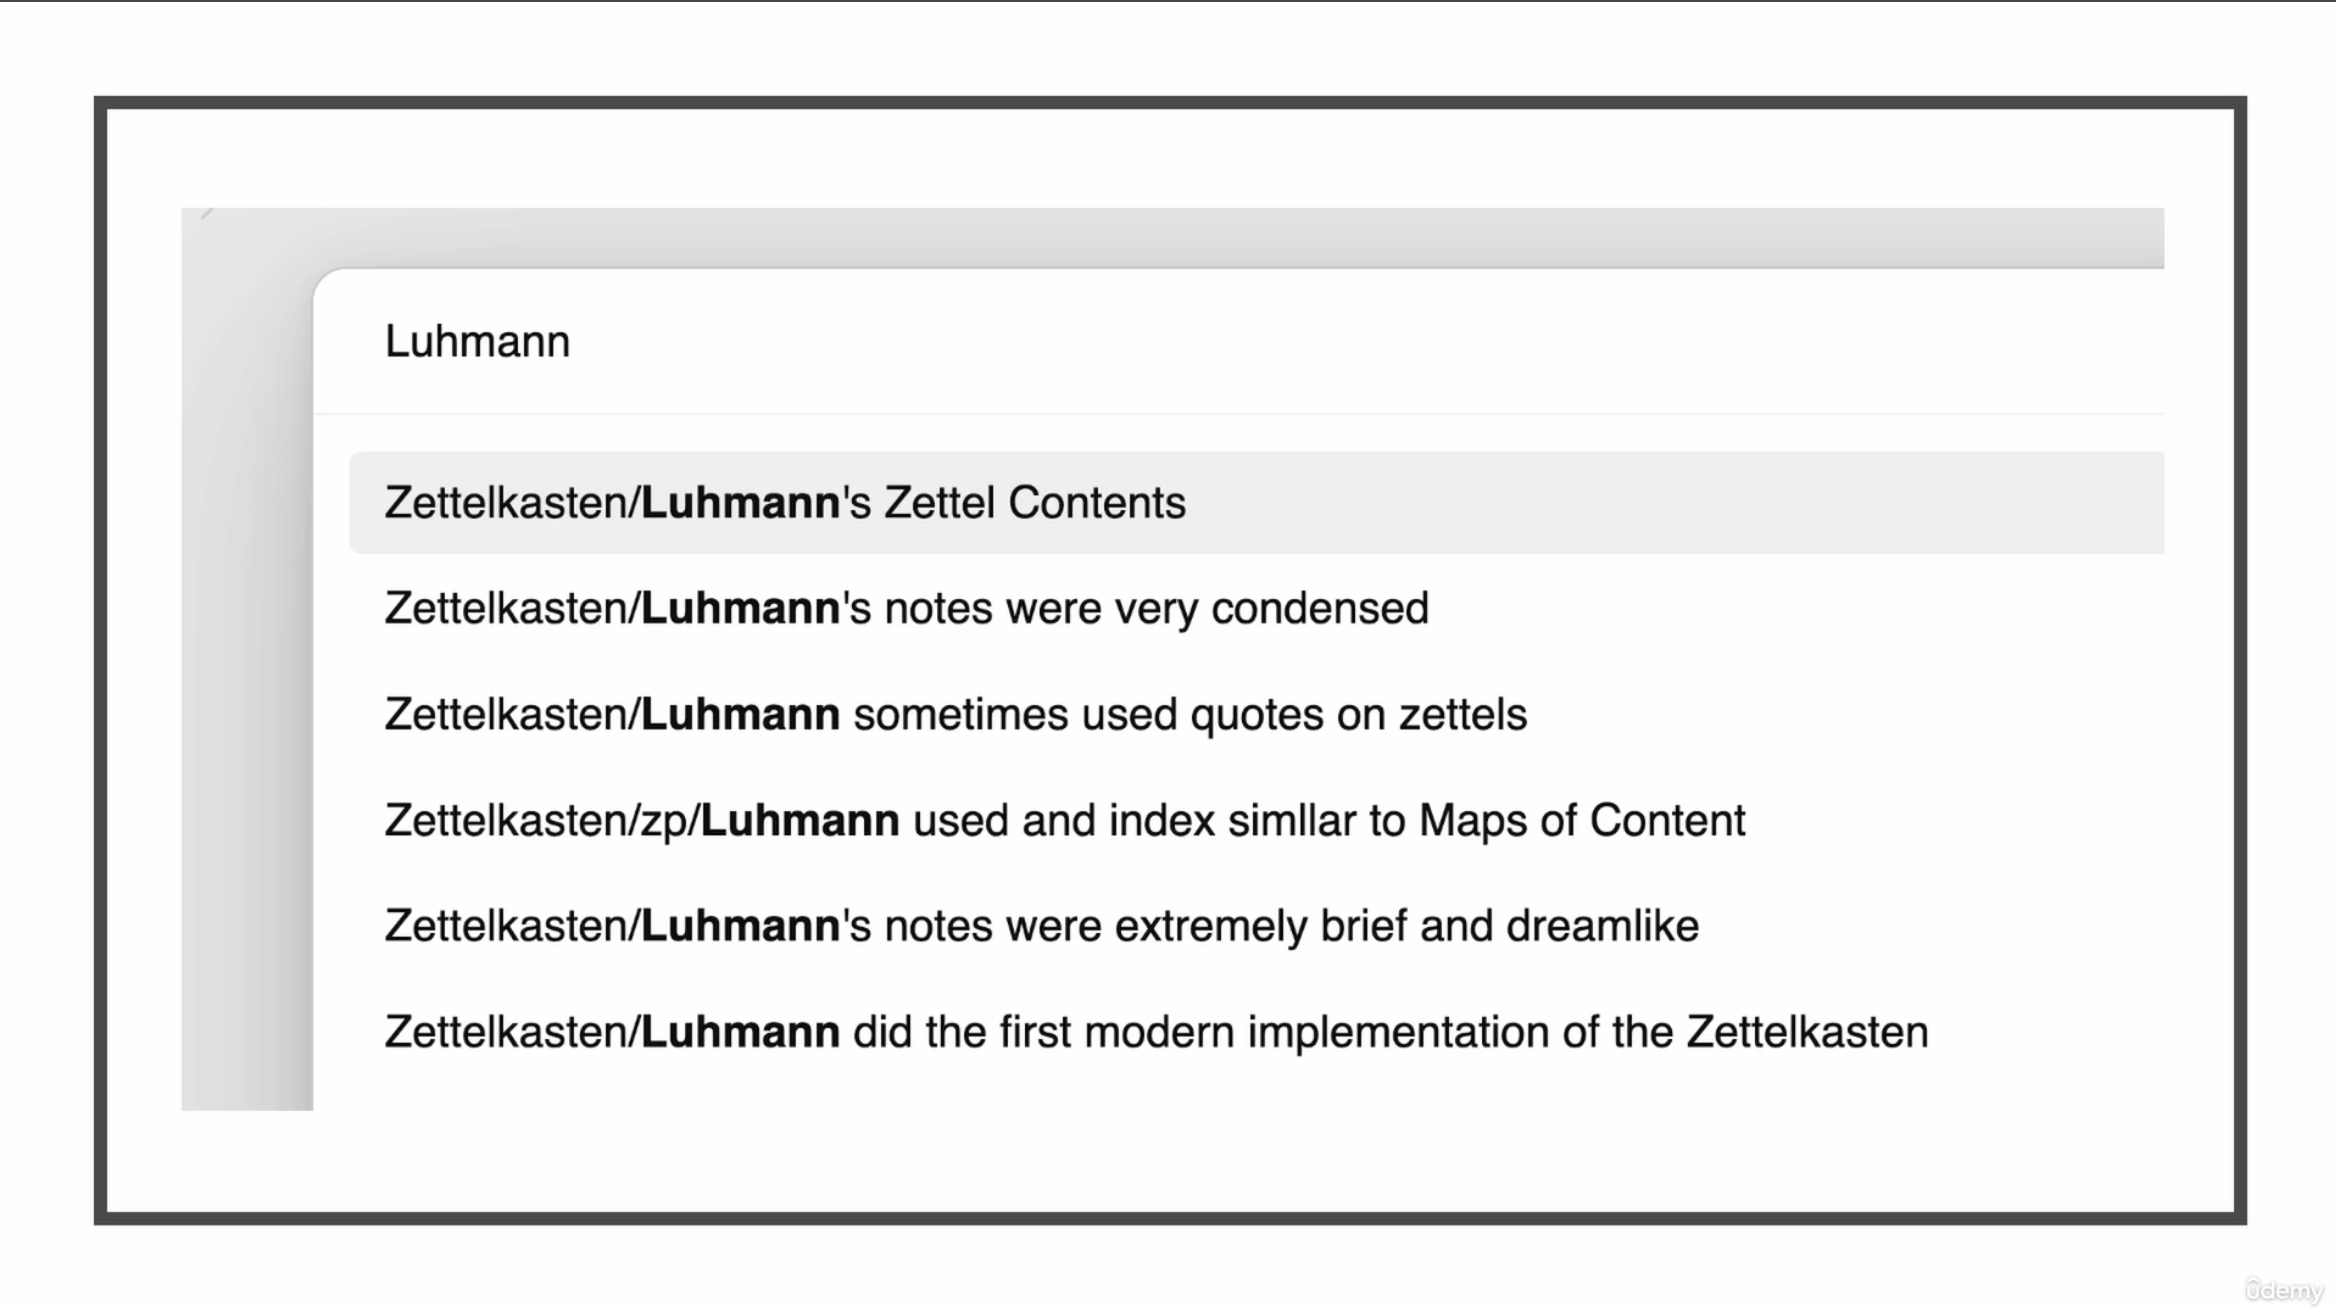 Luhmann
Zettelkasten/Luhmann's Zettel Contents
Zettelkasten/Luhmann's notes were very condensed
Zettelkasten/Luhmann sometimes used quotes on zettels
Zettelkasten/zp/Luhmann used and index simllar to Maps of Content
Zettelkasten/Luhmann's notes were extremely brief and dreamlike
Zettelkasten/Luhmann did the first modern implementation of the Zettelkasten
ûdemy